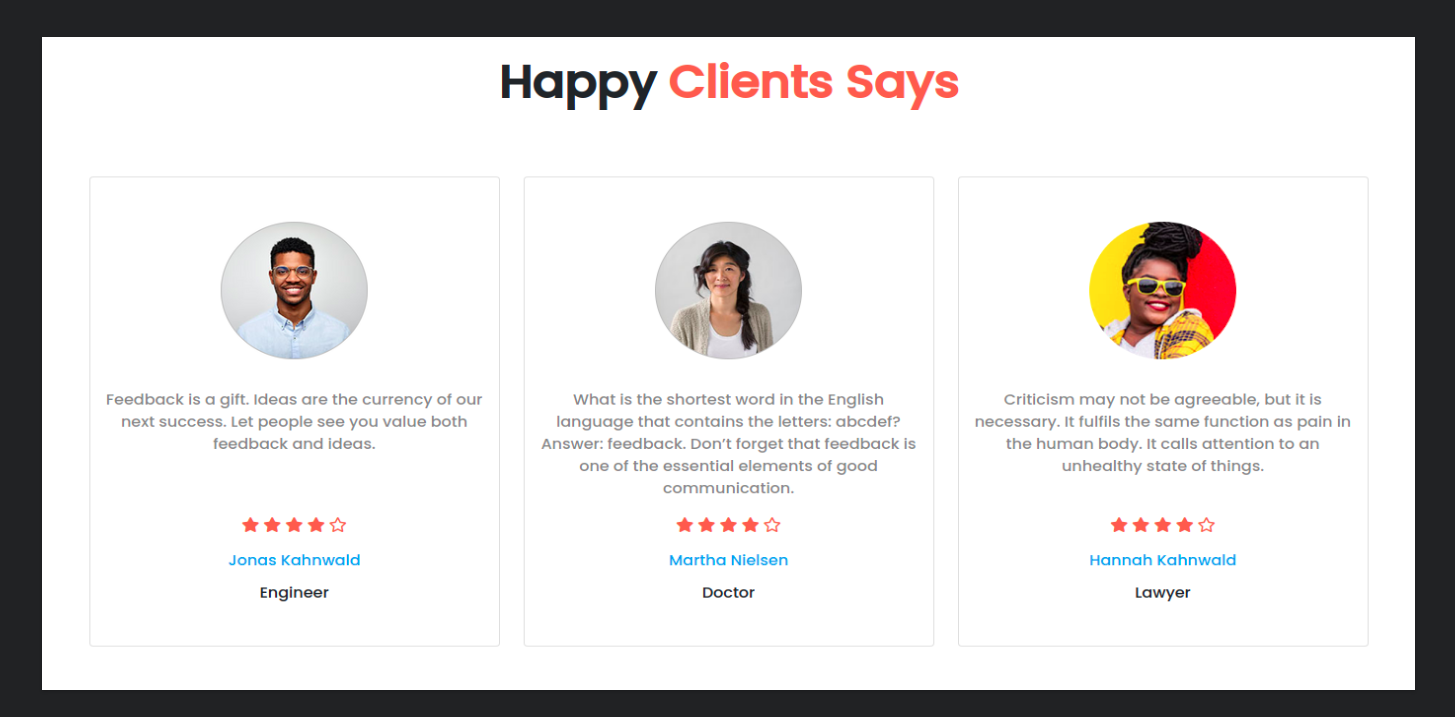 Happy Clients Says
Feedback is a gift. Ideas are the currency of our
next success. Let people see you value both
feedback and ideas.
Jonas Kahnwald
Engineer
What is the shortest word in the English
language that contains the letters: abcdef?
Answer: feedback. Don’t forget that feedback is
one of the essential elements of good
communication.
Martha Nielsen
Doctor
Criticism may not be agreeable, but it is
necessary. It fulfils the same function as pain in
the human body. It calls attention to an
unhealthy state of things.
Hannah Kahnwald
Lawyer